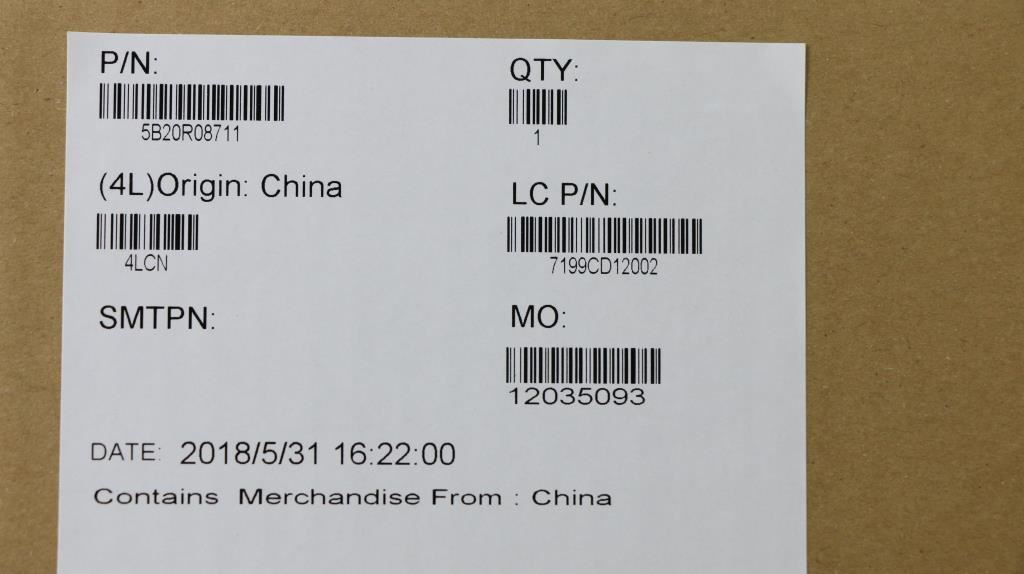 P/N:
5B20R08711
QTY:
1
(4L)Origin: China
4LCN
LC P/N:
7199CD12002
SMTPN:
MO:
12035093
DATE: 2018/5/31 16:22:00
Contains Merchandise From : China